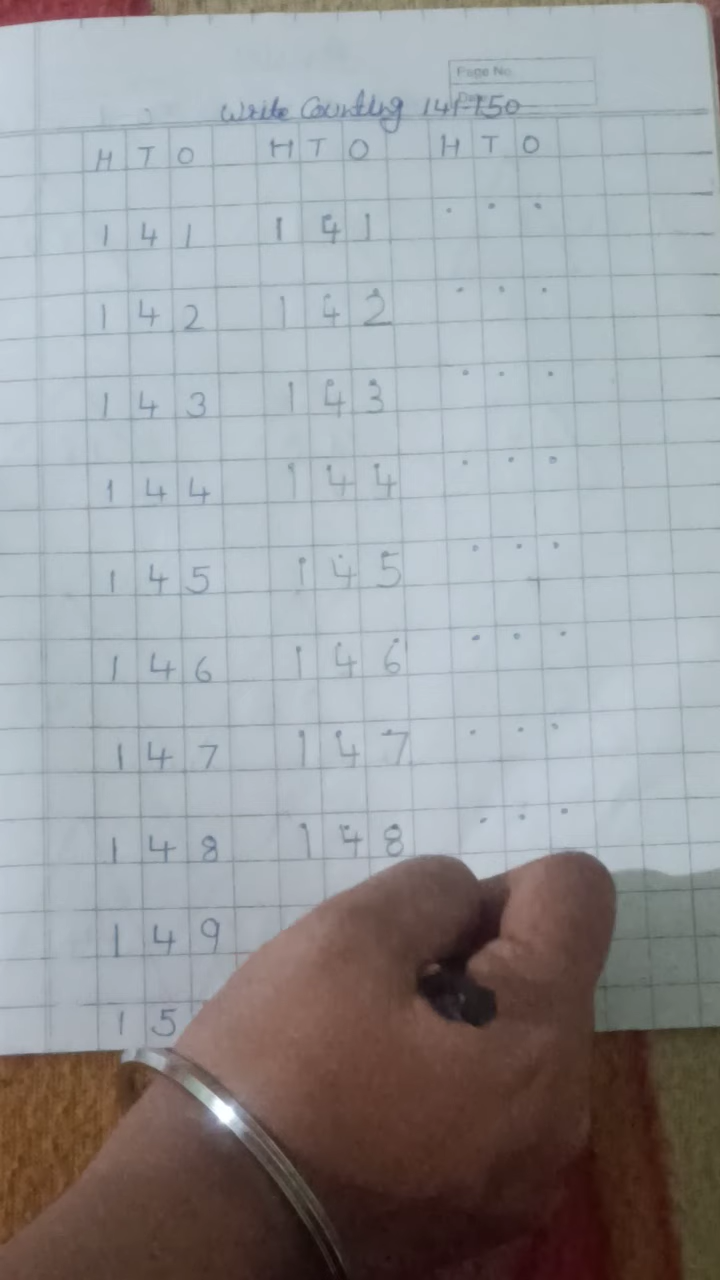 Page No.
Write Counting 141-150
H T O H T O H T O
1 4 1 1 4 1
1 4 2 1 4 2
1 4 3 1 4 3
1 4 4 1 4 4
1 4 5 1 4 5
1 4 6 1 4 6
1 4 7 1 4 7
1 4 8 1 4 8
1 4 9
1 5